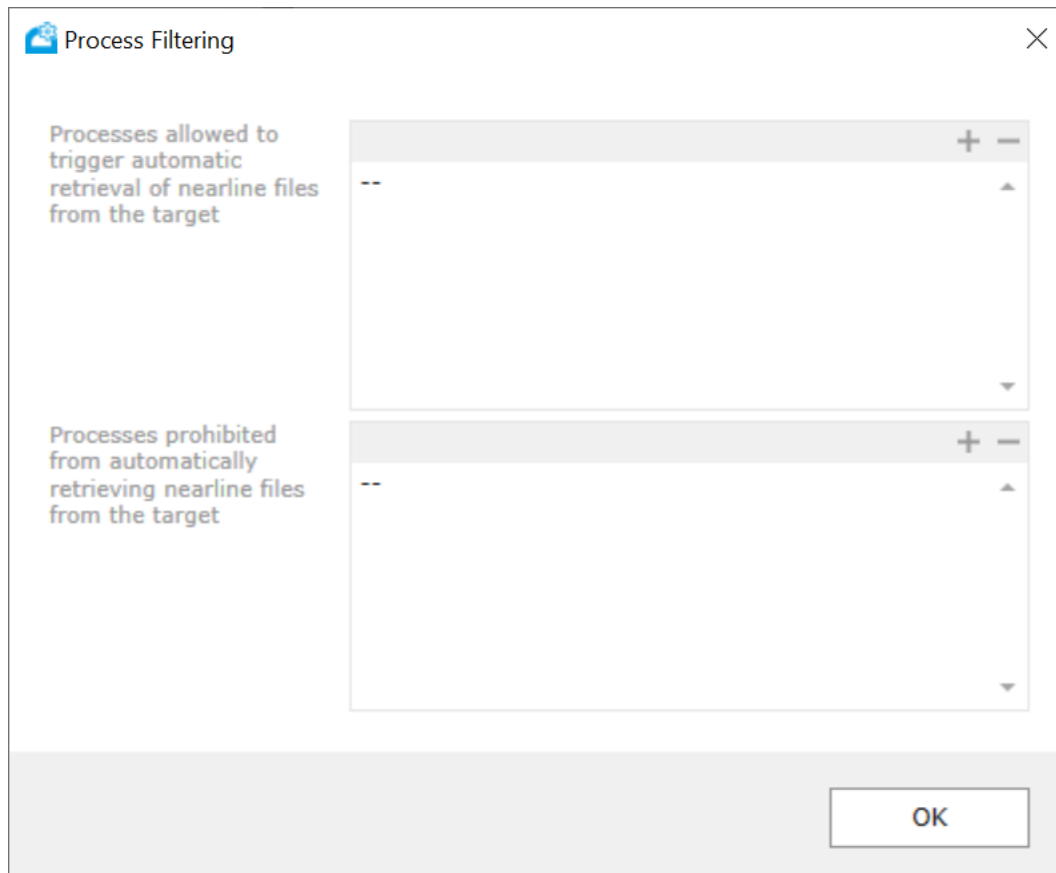 Process Filtering
Processes allowed to
trigger automatic
retrieval of nearline files
from the target
--
Processes prohibited
from automatically
retrieving nearline files
from the target
--
OK